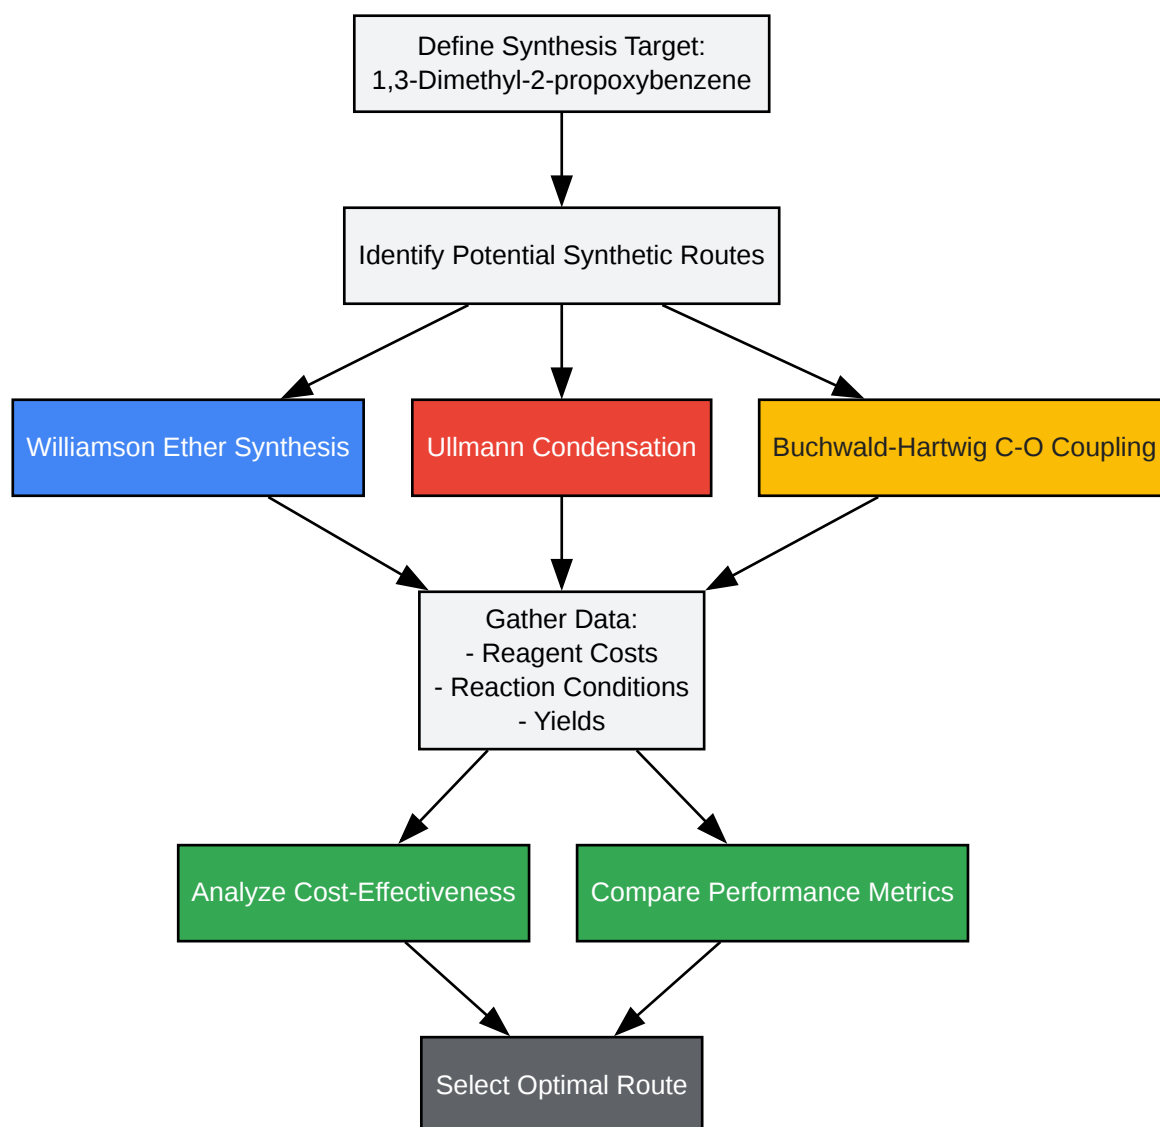 Define Synthesis Target:
1,3-Dimethyl-2-propoxybenzene
Identify Potential Synthetic Routes
Williamson Ether Synthesis
Ullmann Condensation
Buchwald-Hartwig C-O Coupling
Gather Data:
- Reagent Costs
- Reaction Conditions
- Yields
Analyze Cost-Effectiveness
Compare Performance Metrics
Select Optimal Route